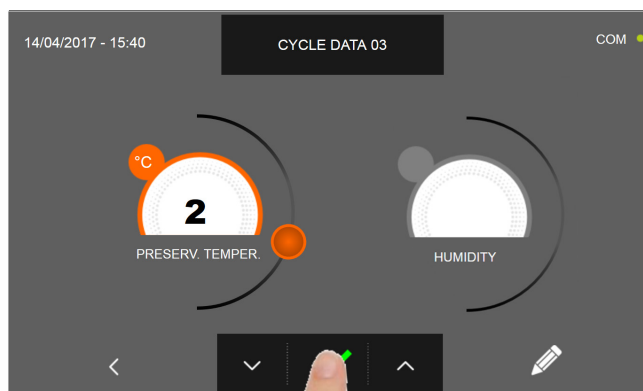 14/04/2017 - 15:40
CYCLE DATA 03
COM
°C
2
PRESERV. TEMPER.
HUMIDITY